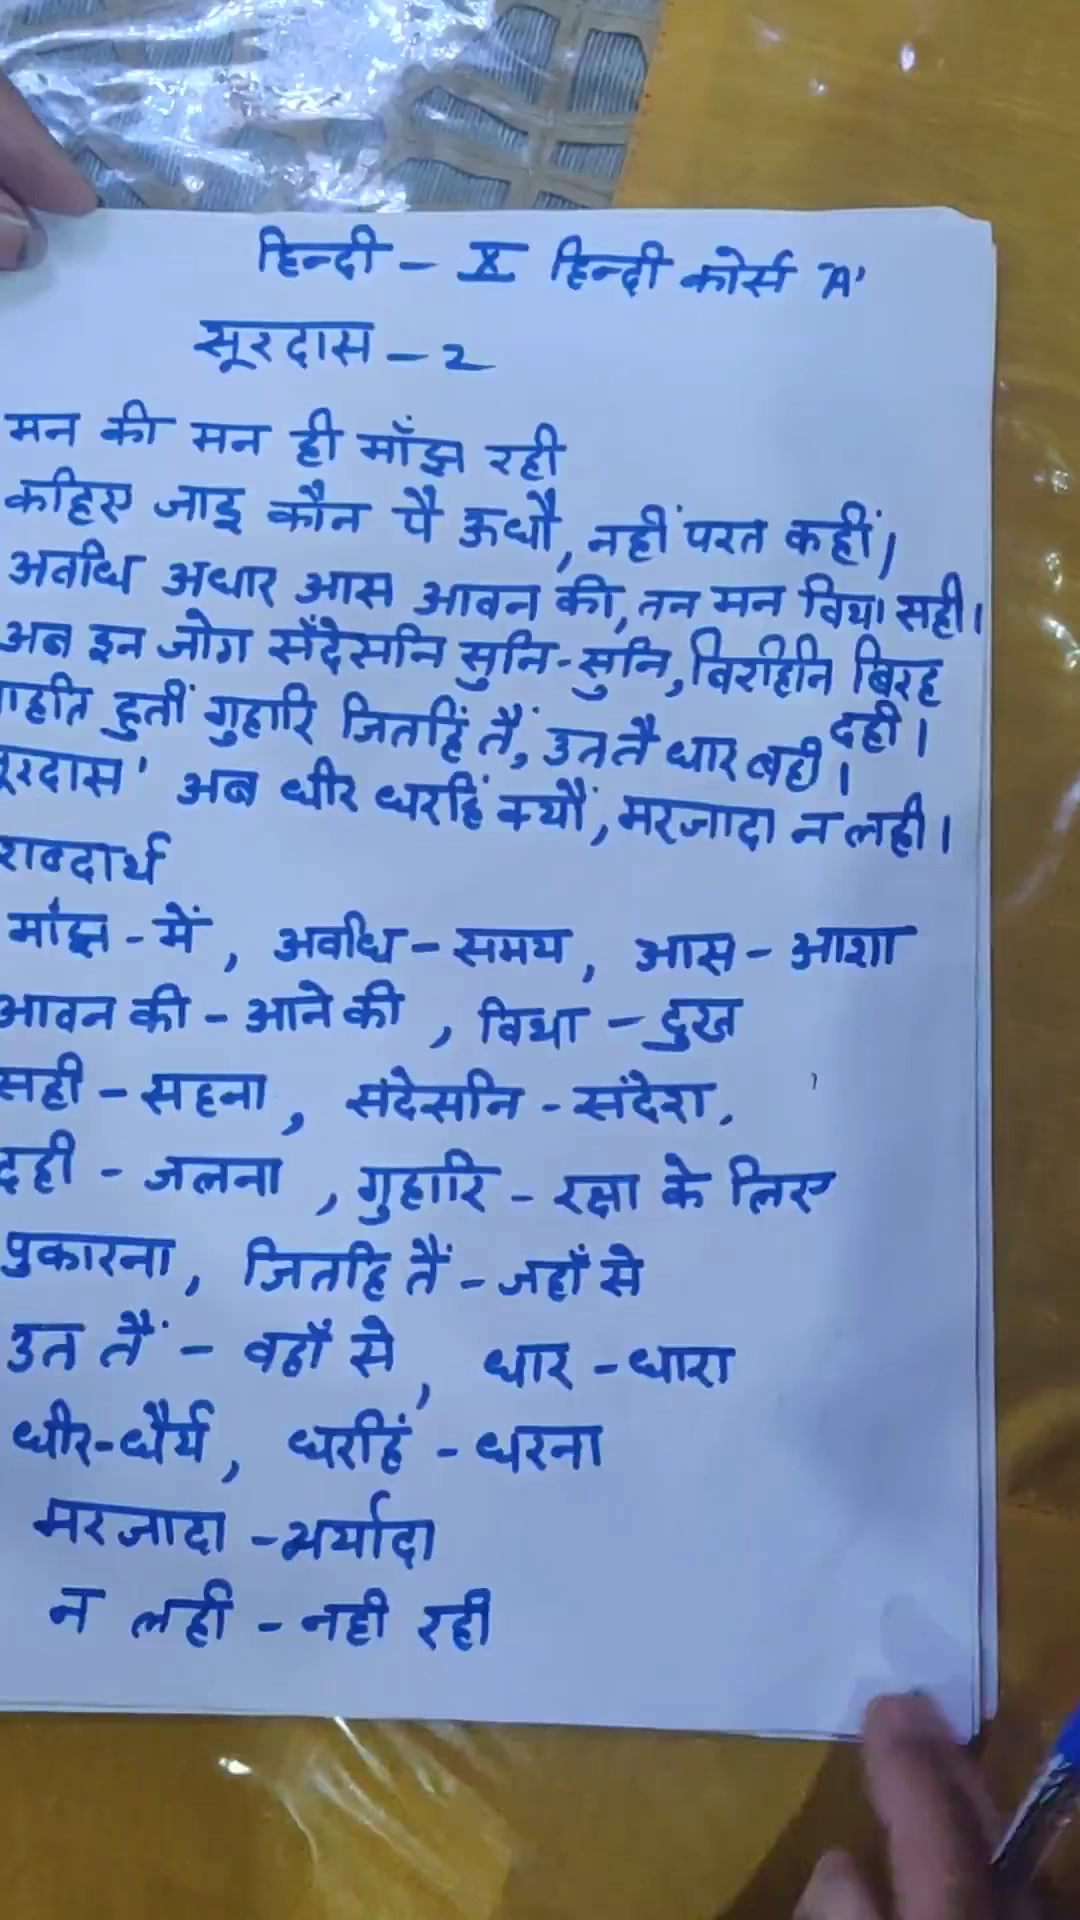 हिन्दी - X हिन्दी कोर्स 'A'
सूरदास - 2
मन की मन ही माँझ रही
कहिए जाइ कौन पै ऊधौ, नहीं परत कहीं।
अवधि अधार आस आवन की, तन मन बिथा सही।
अब इन जोग सँदेसनि सुनि-सुनि, बिरहिनि बिरह
दही।
ाहति हुतीं गुहारि जितहिं तैं, उत तै धार बही।
ूरदास' अब धीर धरहिं क्यौं, मरजादा न लही।
शब्दार्थ
मांझ - में, अवधि - समय, आस - आशा
आवन की - आने की, बिथा - दुख
सही - सहना, संदेसनि - संदेश.
दही - जलना, गुहारि - रक्षा के लिए
पुकारना, जितहि तैं - जहाँ से
उत तैं - वहाँ से, धार - धारा
धीर-धैर्य, धरहिं - धरना
मरजादा - मर्यादा
न लही - नही रही